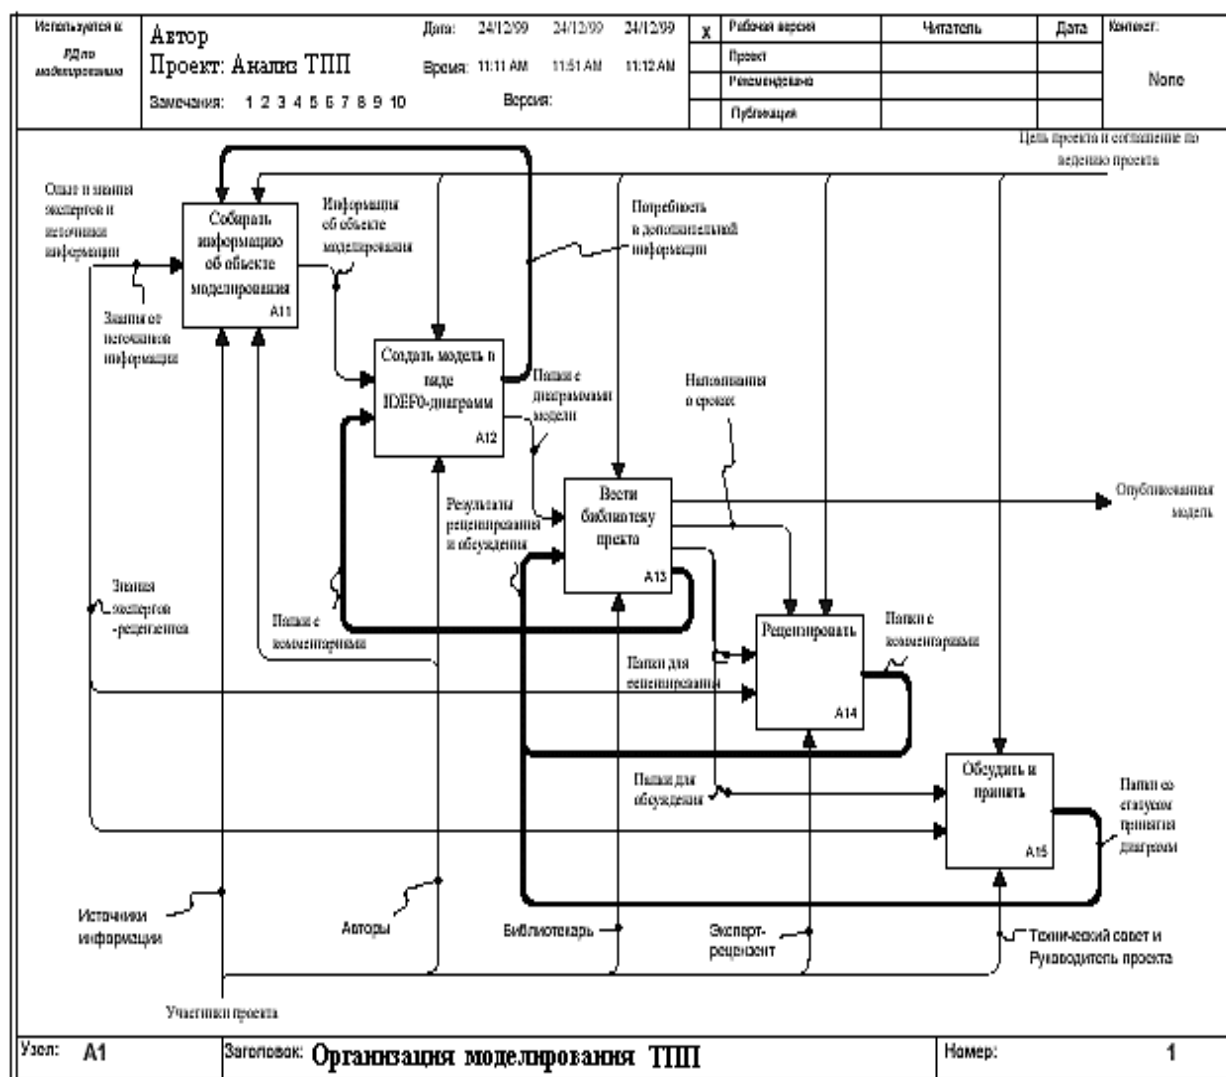 Используется в:
РД по
моделированию
Автор
Проект: Анализ ТПП
Замечания: 1 2 3 4 5 6 7 8 9 10
Дата: 24/12/99 24/12/99 24/12/99
Время: 11:11 AM 11:51 AM 11:12 AM
Версия:
X Рабочая версия
Проект
Рекомендовано
Публикация
Читатель
Дата
Контекст:
None
Цель проекта и соглашение по
ведению проекта
Опыт и знания
экспертов и
источники
информации
Собирать
информацию
об объекте
моделирования
A11
Информация
об объекте
моделирования
Потребность
в дополнительной
информации
Знания от
источников
информации
Создать модель в
виде
IDEF0-диаграмм
A12
Папки с
диаграммами
модели
Напоминания
о сроках
Результаты
рецензирования
и обсуждения
Вести
библиотеку
пректа
A13
Опубликованная
модель
Знания
экспертов
-рецензентов
Папки с
комментариями
Рецензировать
A14
Папки с
комментариями
Папки для
рецензирования
Папки для
обсуждения
Обсудить и
принять
A15
Папки со
статусом
принятия
диаграмм
Источники
информации
Авторы
Библиотекарь
Эксперт-
рецензент
Технический совет и
Руководитель проекта
Участники проекта
Узел: A1
Заголовок: Организация моделирования ТПП
Номер: 1